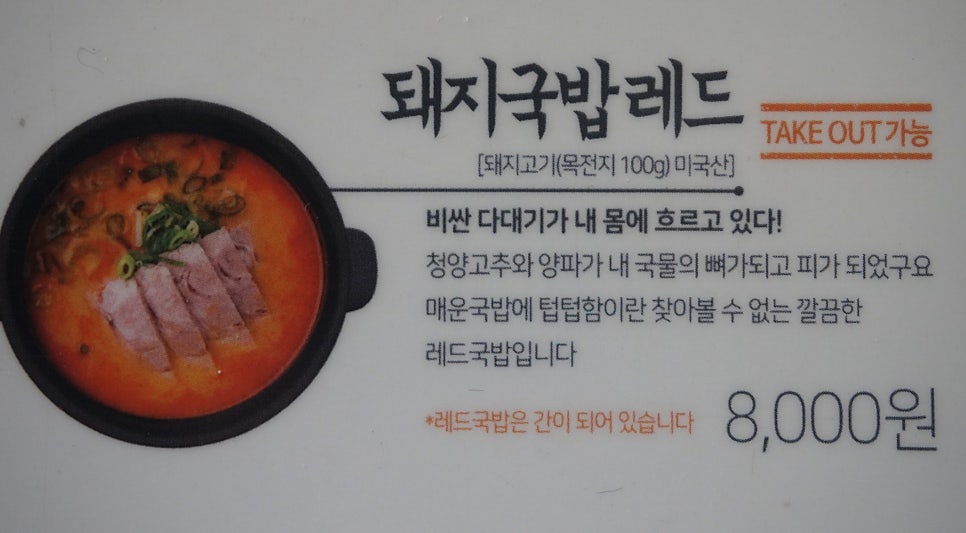 돼지국밥 레드
TAKE OUT 가능
[돼지고기(목전지 100g) 미국산]
비싼 다대기가 내 몸에 흐르고 있다!
청양고추와 양파가 내 국물의 뼈가되고 피가 되었구요
매운국밥에 텁텁함이란 찾아볼 수 없는 깔끔한
레드국밥입니다
*레드국밥은 간이 되어 있습니다
8,000원